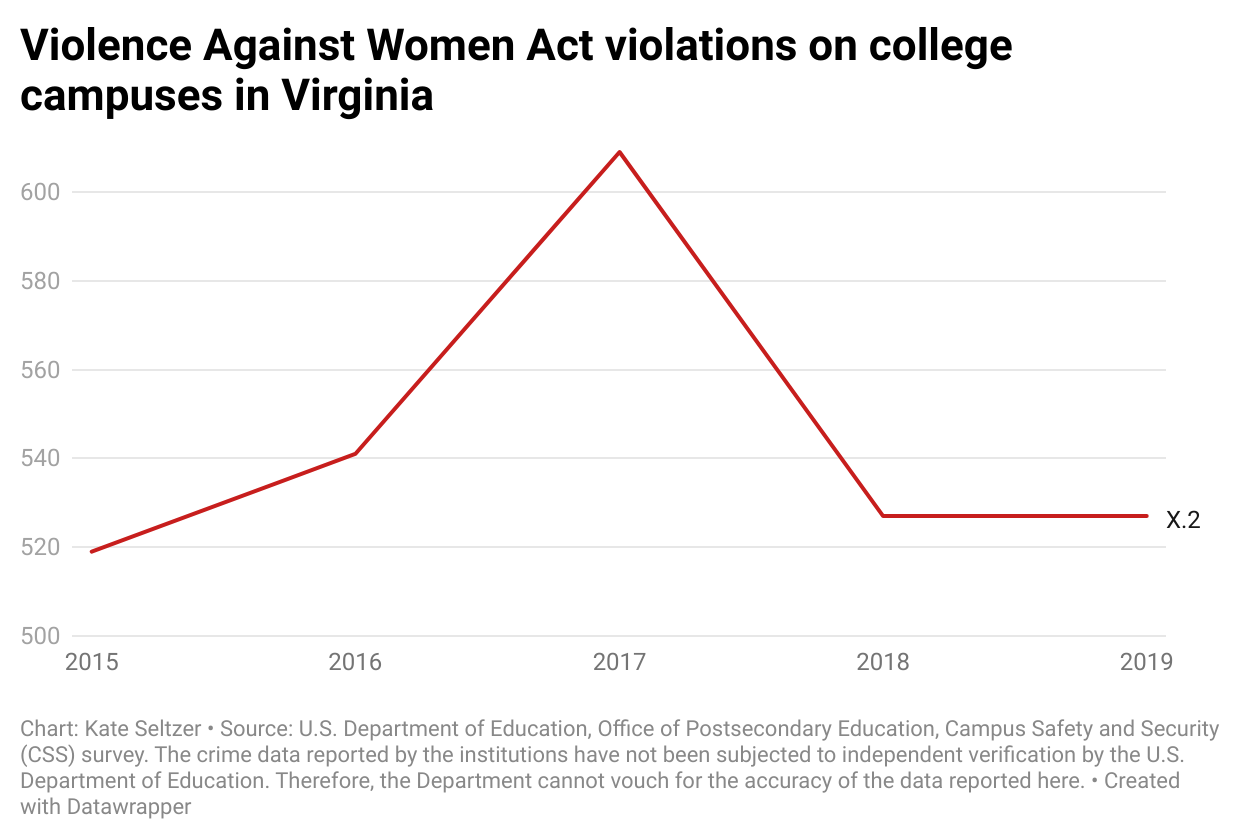 Violence Against Women Act violations on college
campuses in Virginia
600
580
560
540
X.2
520
500
2015 2016 2017 2018 2019
Chart: Kate Seltzer • Source: U.S. Department of Education, Office of Postsecondary Education, Campus Safety and Security
(CSS) survey. The crime data reported by the institutions have not been subjected to independent verification by the U.S.
Department of Education. Therefore, the Department cannot vouch for the accuracy of the data reported here. • Created
with Datawrapper